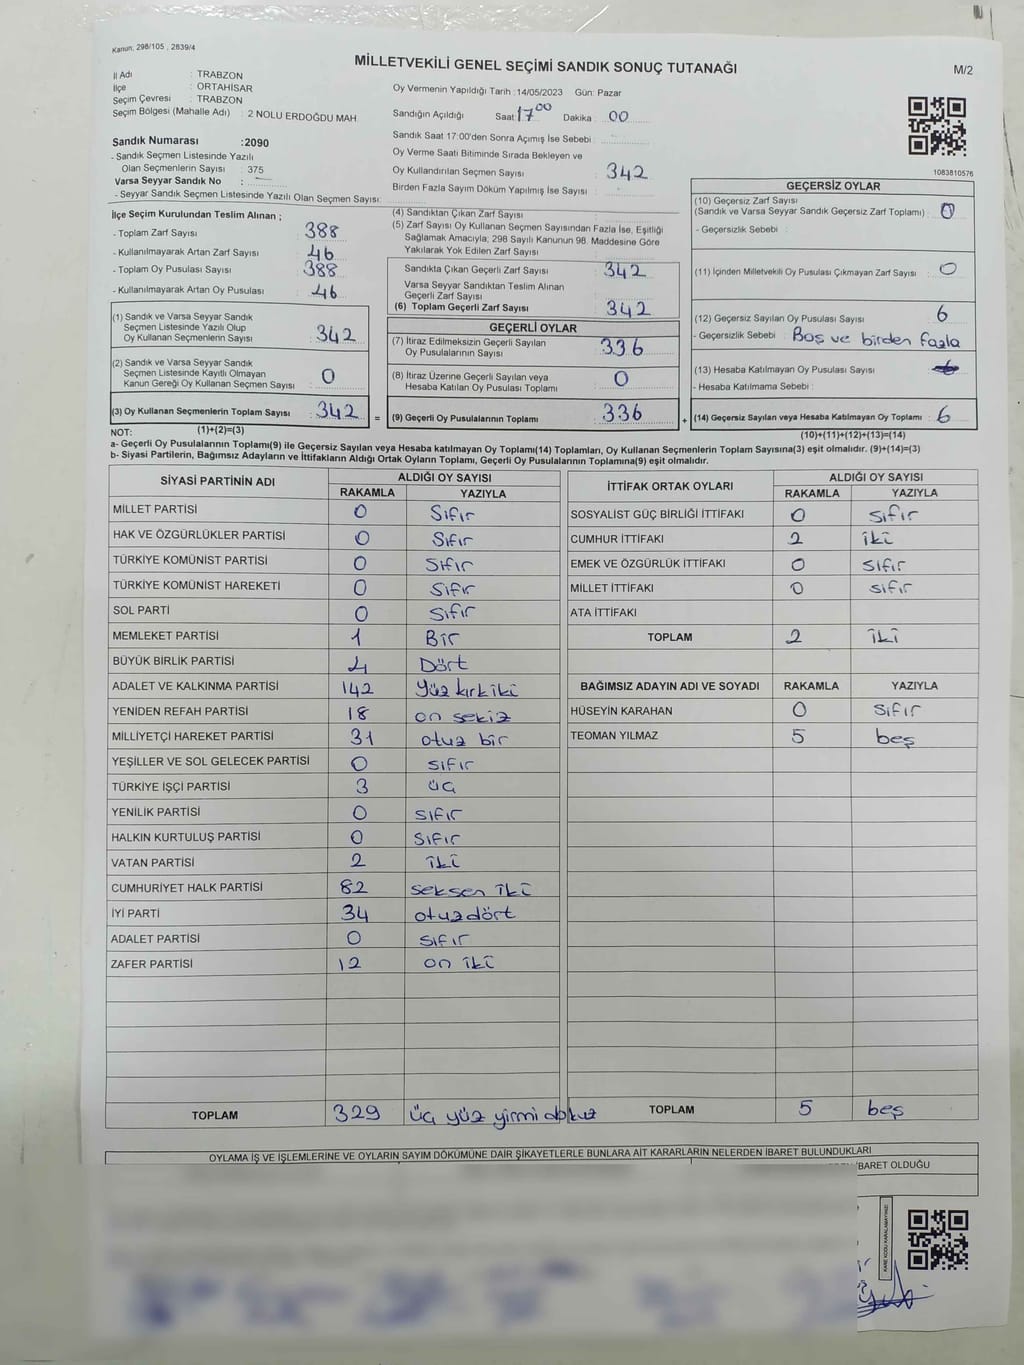 Kanun; 298/105 , 2839/4
MİLLETVEKİLİ GENEL SEÇİMİ SANDIK SONUÇ TUTANAĞI
M/2
İl Adı : TRABZON
İlçe : ORTAHİSAR
Seçim Çevresi : TRABZON
Seçim Bölgesi (Mahalle Adı) : 2 NOLU ERDOĞDU MAH.
Oy Vermenin Yapıldığı Tarih :14/05/2023 Gün: Pazar
Sandığın Açıldığı Saat: 17⁰⁰ Dakika : 00
Sandık Saat 17:00'den Sonra Açımış İse Sebebi :
Oy Verme Saati Bitiminde Sırada Bekleyen ve
Oy Kullandırılan Seçmen Sayısı : 342
Birden Fazla Sayım Döküm Yapılmış İse Sayısı :
Sandık Numarası :2090
- Sandık Seçmen Listesinde Yazılı
Olan Seçmenlerin Sayısı : 375
Varsa Seyyar Sandık No :
- Seyyar Sandık Seçmen Listesinde Yazılı Olan Seçmen Sayısı:
1083810576
İlçe Seçim Kurulundan Teslim Alınan ;
- Toplam Zarf Sayısı : 388
- Kullanılmayarak Artan Zarf Sayısı : 46
- Toplam Oy Pusulası Sayısı : 388
- Kullanılmayarak Artan Oy Pusulası : 46
(4) Sandıktan Çıkan Zarf Sayısı :
(5) Zarf Sayısı Oy Kullanan Seçmen Sayısından Fazla İse, Eşitliği
Sağlamak Amacıyla; 298 Sayılı Kanunun 98. Maddesine Göre
Yakılarak Yok Edilen Zarf Sayısı :
Sandıkta Çıkan Geçerli Zarf Sayısı : 342
Varsa Seyyar Sandıktan Teslim Alınan
Geçerli Zarf Sayısı :
(6) Toplam Geçerli Zarf Sayısı : 342
GEÇERSİZ OYLAR
(10) Geçersiz Zarf Sayısı
(Sandık ve Varsa Seyyar Sandık Geçersiz Zarf Toplamı) : 0
- Geçersizlik Sebebi :
(11) İçinden Milletvekili Oy Pusulası Çıkmayan Zarf Sayısı : 0
(12) Geçersiz Sayılan Oy Pusulası Sayısı : 6
- Geçersizlik Sebebi : Boş ve birden fazla
(13) Hesaba Katılmayan Oy Pusulası Sayısı :
- Hesaba Katılmama Sebebi :
(14) Geçersiz Sayılan veya Hesaba Katılmayan Oy Toplamı : 6
(10)+(11)+(12)+(13)=(14)
(1) Sandık ve Varsa Seyyar Sandık
Seçmen Listesinde Yazılı Olup
Oy Kullanan Seçmenlerin Sayısı : 342
(2) Sandık ve Varsa Seyyar Sandık
Seçmen Listesinde Kayıtlı Olmayan
Kanun Gereği Oy Kullanan Seçmen Sayısı : 0
(3) Oy Kullanan Seçmenlerin Toplam Sayısı : 342 =
(1)+(2)=(3)
GEÇERLİ OYLAR
(7) İtiraz Edilmeksizin Geçerli Sayılan
Oy Pusulalarının Sayısı : 336
(8) İtiraz Üzerine Geçerli Sayılan veya
Hesaba Katılan Oy Pusulası Toplamı : 0
(9) Geçerli Oy Pusulalarının Toplamı : 336 +
NOT:
a- Geçerli Oy Pusulalarının Toplamı(9) ile Geçersiz Sayılan veya Hesaba katılmayan Oy Toplamı(14) Toplamları, Oy Kullanan Seçmenlerin Toplam Sayısına(3) eşit olmalıdır. (9)+(14)=(3)
b- Siyasi Partilerin, Bağımsız Adayların ve İttifakların Aldığı Ortak Oyların Toplamı, Geçerli Oy Pusulalarının Toplamına(9) eşit olmalıdır.
SİYASİ PARTİNİN ADI ALDIĞI OY SAYISI
RAKAMLA YAZIYLA
MİLLET PARTİSİ 0 Sıfır
HAK VE ÖZGÜRLÜKLER PARTİSİ 0 Sıfır
TÜRKİYE KOMÜNİST PARTİSİ 0 Sıfır
TÜRKİYE KOMÜNİST HAREKETİ 0 Sıfır
SOL PARTİ 0 Sıfır
MEMLEKET PARTİSİ 1 Bir
BÜYÜK BİRLİK PARTİSİ 4 Dört
ADALET VE KALKINMA PARTİSİ 142 Yüz kırk iki
YENİDEN REFAH PARTİSİ 18 on sekiz
MİLLİYETÇİ HAREKET PARTİSİ 31 otuz bir
YEŞİLLER VE SOL GELECEK PARTİSİ 0 sıfır
TÜRKİYE İŞÇİ PARTİSİ 3 üç
YENİLİK PARTİSİ 0 sıfır
HALKIN KURTULUŞ PARTİSİ 0 sıfır
VATAN PARTİSİ 2 iki
CUMHURİYET HALK PARTİSİ 82 seksen iki
İYİ PARTİ 34 otuz dört
ADALET PARTİSİ 0 sıfır
ZAFER PARTİSİ 12 on iki
TOPLAM 329 üç yüz yirmi dokuz
İTTİFAK ORTAK OYLARI ALDIĞI OY SAYISI
RAKAMLA YAZIYLA
SOSYALİST GÜÇ BİRLİĞİ İTTİFAKI 0 sıfır
CUMHUR İTTİFAKI 2 iki
EMEK VE ÖZGÜRLÜK İTTİFAKI 0 sıfır
MİLLET İTTİFAKI 0 sıfır
ATA İTTİFAKI
TOPLAM 2 iki
BAĞIMSIZ ADAYIN ADI VE SOYADI RAKAMLA YAZIYLA
HÜSEYİN KARAHAN 0 sıfır
TEOMAN YILMAZ 5 beş
TOPLAM 5 beş
OYLAMA İŞ VE İŞLEMLERİNE VE OYLARIN SAYIM DÖKÜMÜNE DAİR ŞİKAYETLERLE BUNLARA AİT KARARLARIN NELERDEN İBARET BULUNDUKLARI
İBARET OLDUĞU